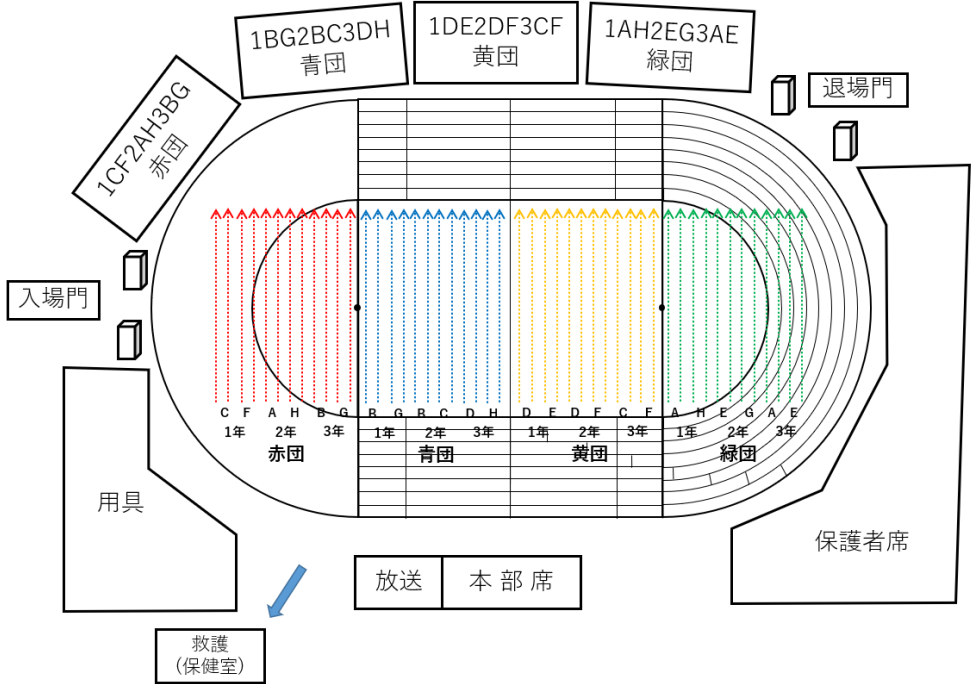 1BG2BC3DH
青団
1DE2DF3CF
黄団
1AH2EG3AE
緑団
退場門
1CF2AH3BG
赤団
入場門
C F A H B G B G B C D H D E D F C F A H E G A E
1年 2年 3年 1年 2年 3年 1年 2年 3年 1年 2年 3年
赤団 青団 黄団 緑団
用具
保護者席
放送 本部席
救護
(保健室)